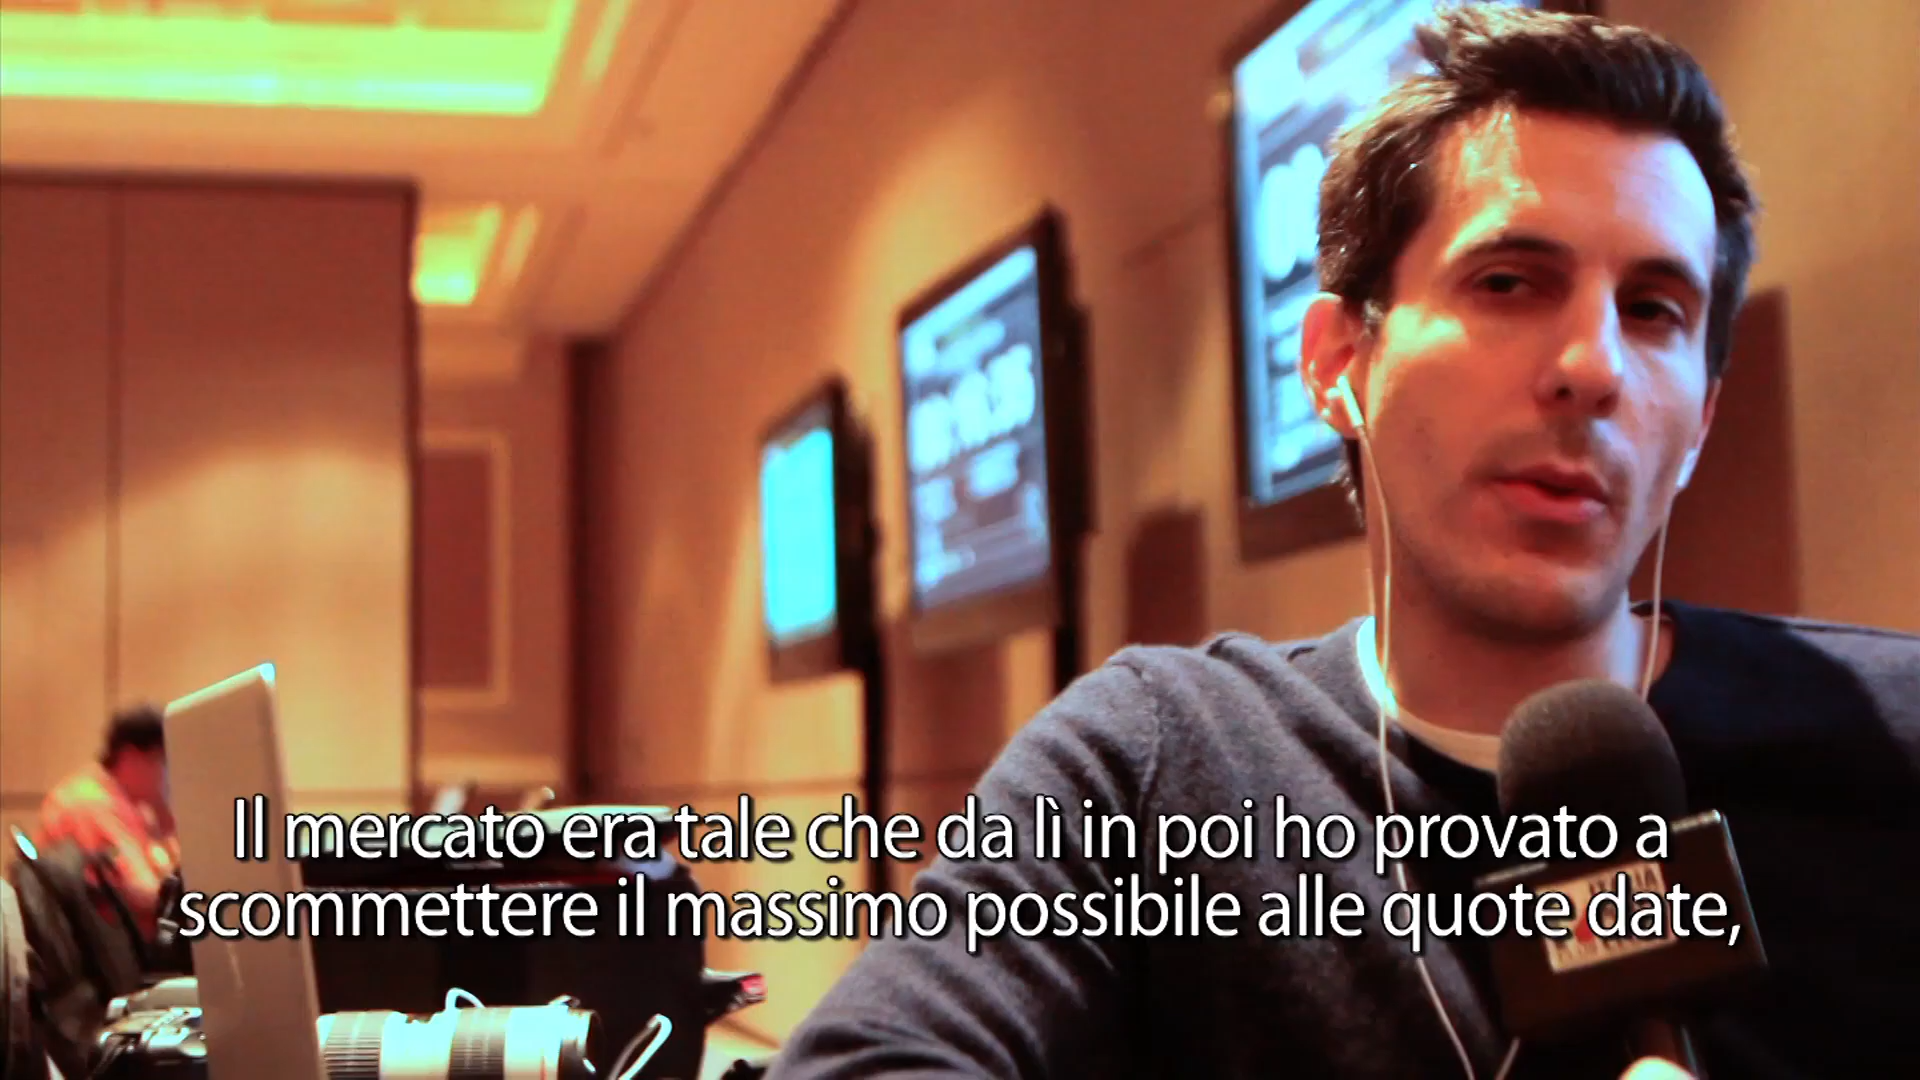 Il mercato era tale che da lì in poi ho provato a
scommettere il massimo possibile alle quote date,